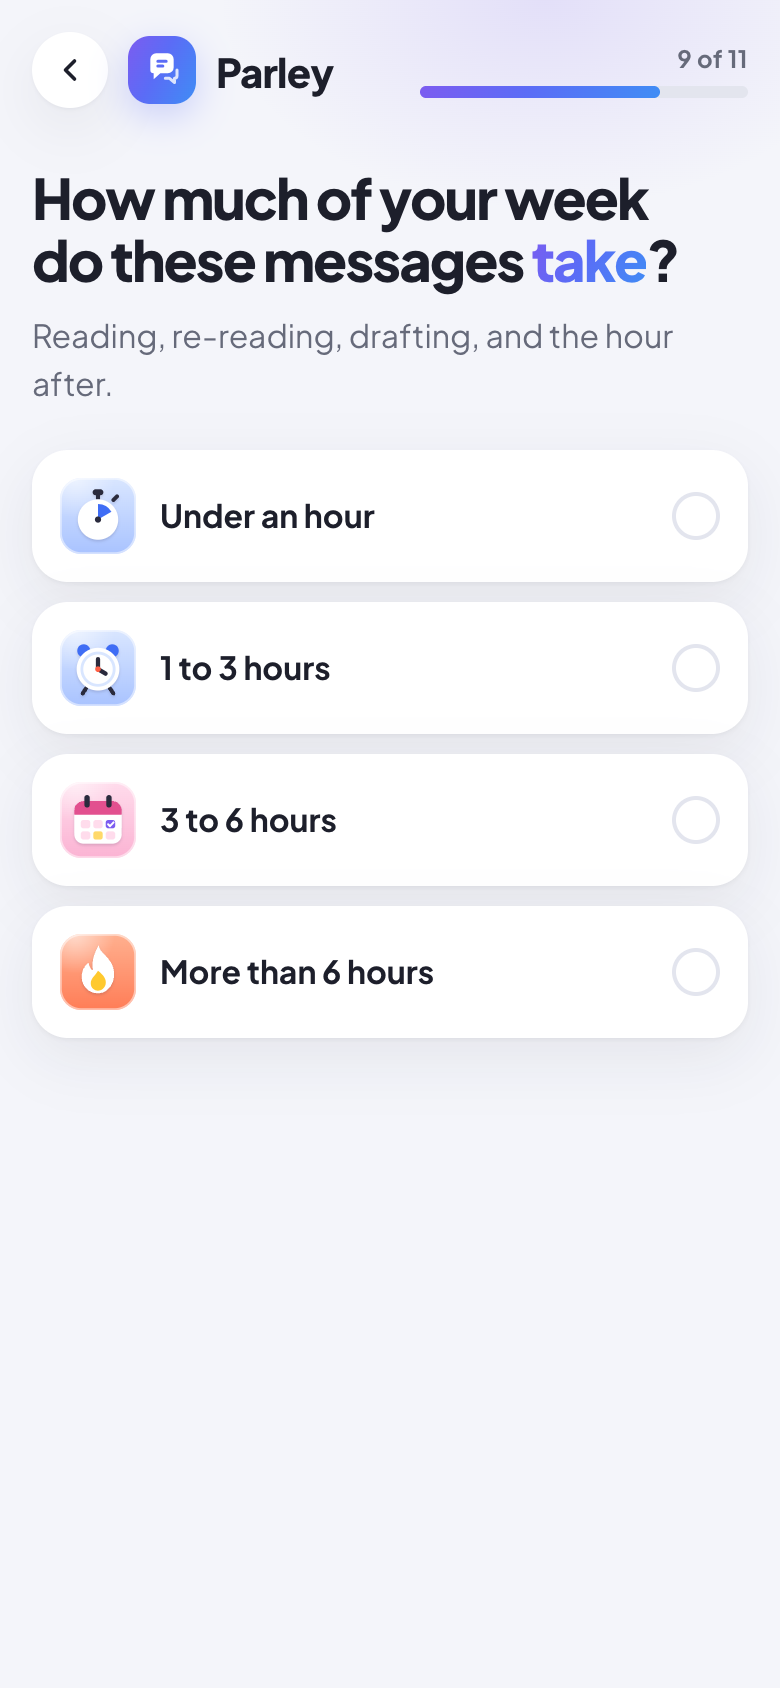 Parley
9 of 11
How much of your week
do these messages take?
Reading, re-reading, drafting, and the hour
after.
Under an hour
1 to 3 hours
3 to 6 hours
More than 6 hours